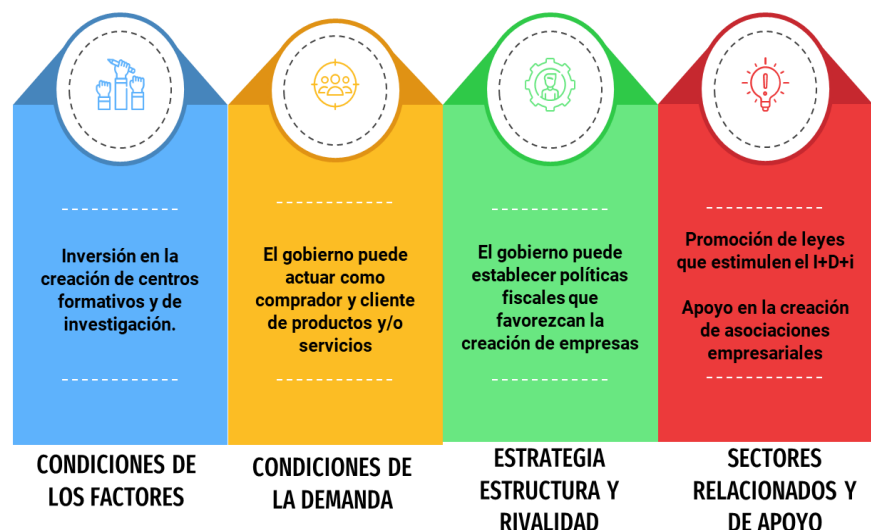 Inversión en la
creación de centros
formativos y de
investigación.
El gobierno puede
actuar como
comprador y cliente
de productos y/o
servicios
El gobierno puede
establecer políticas
fiscales que
favorezcan la
creación de empresas
Promoción de leyes
que estimulen el I+D+i
Apoyo en la creación
de asociaciones
empresariales
CONDICIONES DE
LOS FACTORES
CONDICIONES DE
LA DEMANDA
ESTRATEGIA
ESTRUCTURA Y
RIVALIDAD
SECTORES
RELACIONADOS Y
DE APOYO